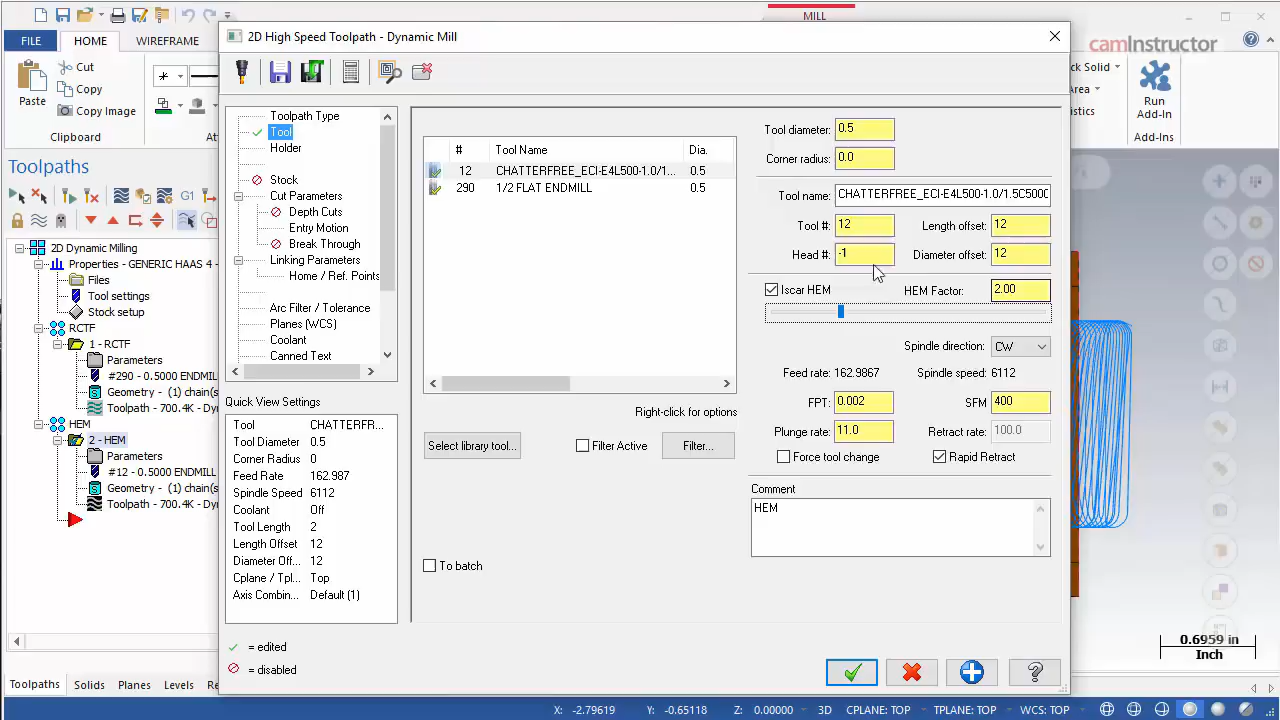 MILL
FILE
HOME
WIREFRAME
2D High Speed Toolpath - Dynamic Mill
camInstructor
Paste
Cut
Copy
Copy Image
Clipboard
Run
Add-In
Add-Ins
Toolpaths
G1
2D Dynamic Milling
Properties - GENERIC HAAS 4 -
Files
Tool settings
Stock setup
RCTF
1 - RCTF
Parameters
#290 - 0.5000 ENDMILL
Geometry - (1) chain(s
Toolpath - 700.4K - Dy
HEM
2 - HEM
Parameters
#12 - 0.5000 ENDMILL
Geometry - (1) chain(s
Toolpath - 700.4K - Dy
Toolpath Type
Tool
Holder
Stock
Cut Parameters
Depth Cuts
Entry Motion
Break Through
Linking Parameters
Home / Ref. Points
Arc Filter / Tolerance
Planes (WCS)
Coolant
Canned Text
Quick View Settings
Tool CHATTERFR...
Tool Diameter 0.5
Corner Radius 0
Feed Rate 162.987
Spindle Speed 6112
Coolant Off
Tool Length 2
Length Offset 12
Diameter Off... 12
Cplane / Tpl... Top
Axis Combin... Default (1)
= edited
= disabled
# Tool Name Dia.
12 CHATTERFREE_ECI-E4L500-1.0/1... 0.5
290 1/2 FLAT ENDMILL 0.5
Right-click for options
Select library tool...
Filter Active
Filter...
To batch
Tool diameter: 0.5
Corner radius: 0.0
Tool name: CHATTERFREE_ECI-E4L500-1.0/1.5C500C
Tool #: 12 Length offset: 12
Head #: -1 Diameter offset: 12
Iscar HEM HEM Factor: 2.00
Spindle direction: CW
Feed rate: 162.9867 Spindle speed: 6112
FPT: 0.002 SFM 400
Plunge rate: 11.0 Retract rate: 100.0
Force tool change Rapid Retract
Comment
HEM
0.6959 in
Inch
Toolpaths Solids Planes Levels Re
X: -2.79619 Y: -0.65118 Z: 0.00000 3D CPLANE: TOP TPLANE: TOP WCS: TOP